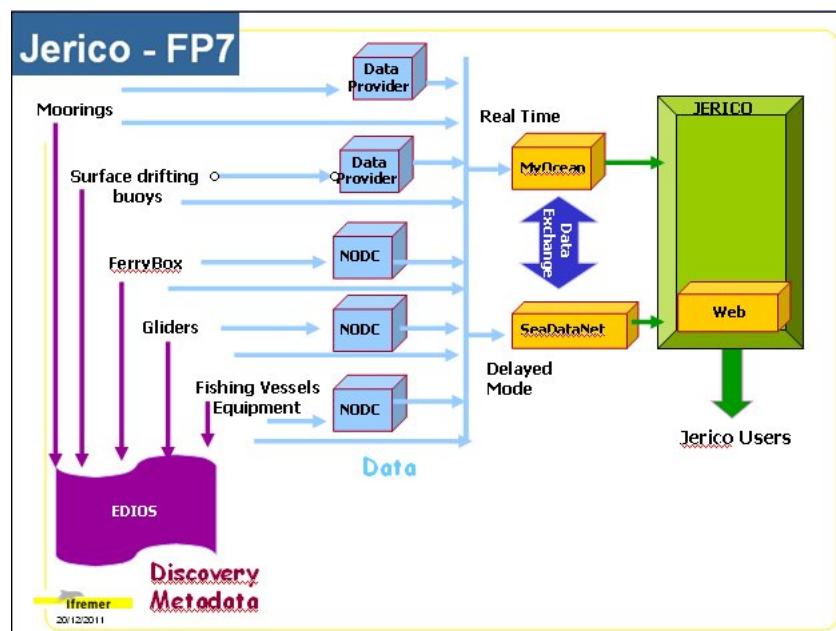 Jerico - FP7
Data
Provider
Moorings
Real Time
JERICO
Data
Provider
MyOcean
Surface drifting
buoys
Data
Exchange
FerryBox
NODC
Gliders
NODC
SeaDataNet
Web
Delayed
Mode
Fishing Vessels
Equipment
NODC
Jerico Users
Data
EDIOS
Discovery
Metadata
Ifremer
20/12/2011